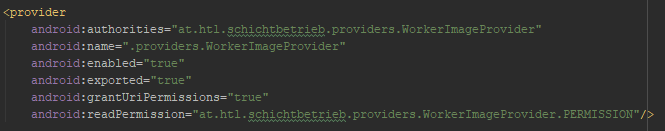 <provider
android:authorities="at.htl.schichtbetrieb.providers.WorkerImageProvider"
android:name=".providers.WorkerImageProvider"
android:enabled="true"
android:exported="true"
android:grantUriPermissions="true"
android:readPermission="at.htl.schichtbetrieb.providers.WorkerImageProvider.PERMISSION"/>